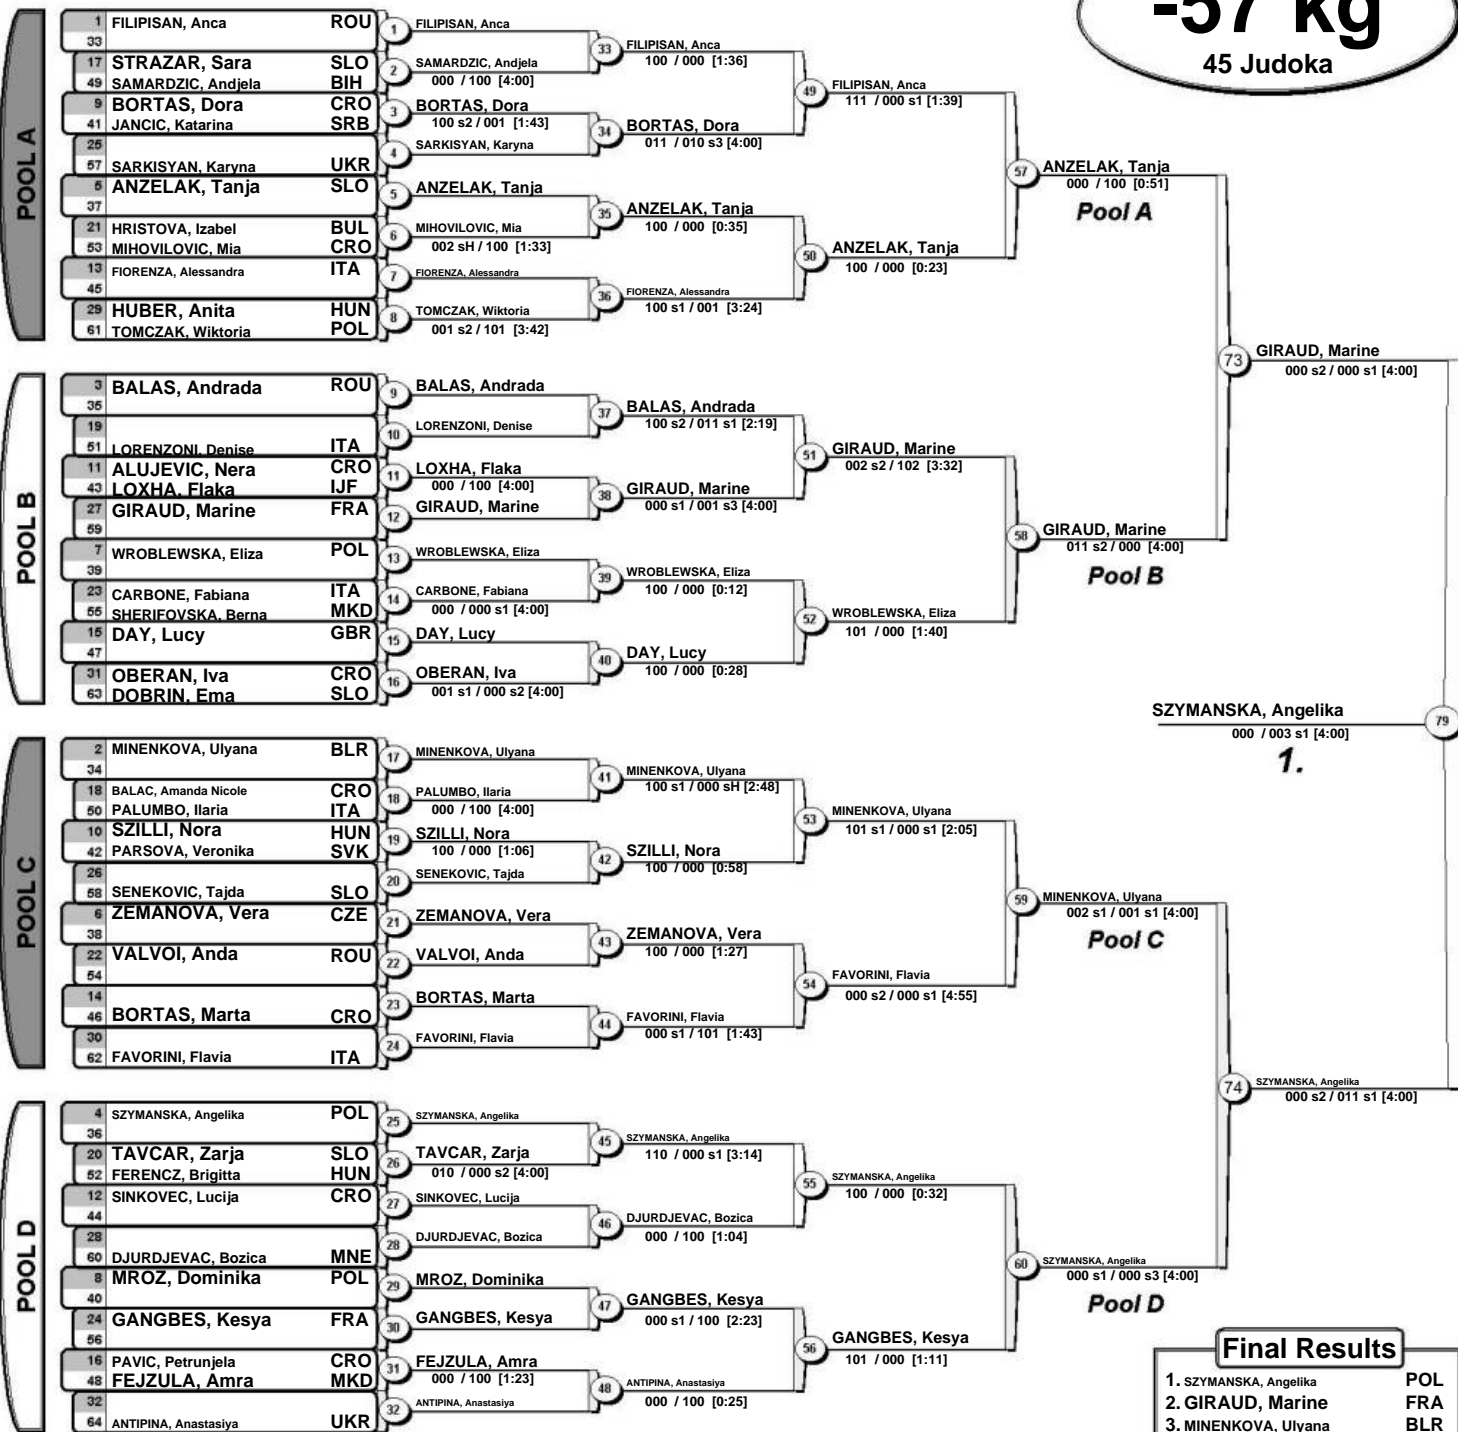 -57 kg
45 Judoka
POOL A
1 FILIPISAN, Anca ROU
33
17 STRAZAR, Sara SLO
49 SAMARDZIC, Andjela BIH
9 BORTAS, Dora CRO
41 JANCIC, Katarina SRB
25
57 SARKISYAN, Karyna UKR
5 ANZELAK, Tanja SLO
37
21 HRISTOVA, Izabel BUL
53 MIHOVILOVIC, Mia CRO
13 FIORENZA, Alessandra ITA
45
29 HUBER, Anita HUN
61 TOMCZAK, Wiktoria POL
1 FILIPISAN, Anca
2 SAMARDZIC, Andjela
000 / 100 [4:00]
3 BORTAS, Dora
100 s2 / 001 [1:43]
4 SARKISYAN, Karyna
5 ANZELAK, Tanja
6 MIHOVILOVIC, Mia
002 sH / 100 [1:33]
7 FIORENZA, Alessandra
8 TOMCZAK, Wiktoria
001 s2 / 101 [3:42]
33 FILIPISAN, Anca
100 / 000 [1:36]
34 BORTAS, Dora
011 / 010 s3 [4:00]
35 ANZELAK, Tanja
100 / 000 [0:35]
36 FIORENZA, Alessandra
100 s1 / 001 [3:24]
49 FILIPISAN, Anca
111 / 000 s1 [1:39]
50 ANZELAK, Tanja
100 / 000 [0:23]
57 ANZELAK, Tanja
000 / 100 [0:51]
Pool A
POOL B
3 BALAS, Andrada ROU
35
19
51 LORENZONI, Denise ITA
11 ALUJEVIC, Nera CRO
43 LOXHA, Flaka IJF
27 GIRAUD, Marine FRA
59
7 WROBLEWSKA, Eliza POL
39
23 CARBONE, Fabiana ITA
55 SHERIFOVSKA, Berna MKD
15 DAY, Lucy GBR
47
31 OBERAN, Iva CRO
63 DOBRIN, Ema SLO
9 BALAS, Andrada
10 LORENZONI, Denise
11 LOXHA, Flaka
000 / 100 [4:00]
12 GIRAUD, Marine
13 WROBLEWSKA, Eliza
14 CARBONE, Fabiana
000 / 000 s1 [4:00]
15 DAY, Lucy
16 OBERAN, Iva
001 s1 / 000 s2 [4:00]
37 BALAS, Andrada
100 s2 / 011 s1 [2:19]
38 GIRAUD, Marine
000 s1 / 001 s3 [4:00]
39 WROBLEWSKA, Eliza
100 / 000 [0:12]
40 DAY, Lucy
100 / 000 [0:28]
51 GIRAUD, Marine
002 s2 / 102 [3:32]
52 WROBLEWSKA, Eliza
101 / 000 [1:40]
58 GIRAUD, Marine
011 s2 / 000 [4:00]
Pool B
73 GIRAUD, Marine
000 s2 / 000 s1 [4:00]
SZYMANSKA, Angelika 79
000 / 003 s1 [4:00]
1.
POOL C
2 MINENKOVA, Ulyana BLR
34
18 BALAC, Amanda Nicole CRO
50 PALUMBO, Ilaria ITA
10 SZILLI, Nora HUN
42 PARSOVA, Veronika SVK
26
58 SENEKOVIC, Tajda SLO
6 ZEMANOVA, Vera CZE
38
22 VALVOI, Anda ROU
54
14
46 BORTAS, Marta CRO
30
62 FAVORINI, Flavia ITA
17 MINENKOVA, Ulyana
18 PALUMBO, Ilaria
000 / 100 [4:00]
19 SZILLI, Nora
100 / 000 [1:06]
20 SENEKOVIC, Tajda
21 ZEMANOVA, Vera
22 VALVOI, Anda
23 BORTAS, Marta
24 FAVORINI, Flavia
41 MINENKOVA, Ulyana
100 s1 / 000 sH [2:48]
42 SZILLI, Nora
100 / 000 [0:58]
43 ZEMANOVA, Vera
100 / 000 [1:27]
44 FAVORINI, Flavia
000 s1 / 101 [1:43]
53 MINENKOVA, Ulyana
101 s1 / 000 s1 [2:05]
54 FAVORINI, Flavia
000 s2 / 000 s1 [4:55]
59 MINENKOVA, Ulyana
002 s1 / 001 s1 [4:00]
Pool C
74 SZYMANSKA, Angelika
000 s2 / 011 s1 [4:00]
POOL D
4 SZYMANSKA, Angelika POL
36
20 TAVCAR, Zarja SLO
52 FERENCZ, Brigitta HUN
12 SINKOVEC, Lucija CRO
44
28
60 DJURDJEVAC, Bozica MNE
8 MROZ, Dominika POL
40
24 GANGBES, Kesya FRA
56
16 PAVIC, Petrunjela CRO
48 FEJZULA, Amra MKD
32
64 ANTIPINA, Anastasiya UKR
25 SZYMANSKA, Angelika
26 TAVCAR, Zarja
010 / 000 s2 [4:00]
27 SINKOVEC, Lucija
28 DJURDJEVAC, Bozica
29 MROZ, Dominika
30 GANGBES, Kesya
31 FEJZULA, Amra
000 / 100 [1:23]
32 ANTIPINA, Anastasiya
45 SZYMANSKA, Angelika
110 / 000 s1 [3:14]
46 DJURDJEVAC, Bozica
000 / 100 [1:04]
47 GANGBES, Kesya
000 s1 / 100 [2:23]
48 ANTIPINA, Anastasiya
000 / 100 [0:25]
55 SZYMANSKA, Angelika
100 / 000 [0:32]
56 GANGBES, Kesya
101 / 000 [1:11]
60 SZYMANSKA, Angelika
000 s1 / 000 s3 [4:00]
Pool D
Final Results
1. SZYMANSKA, Angelika POL
2. GIRAUD, Marine FRA
3. MINENKOVA, Ulyana BLR